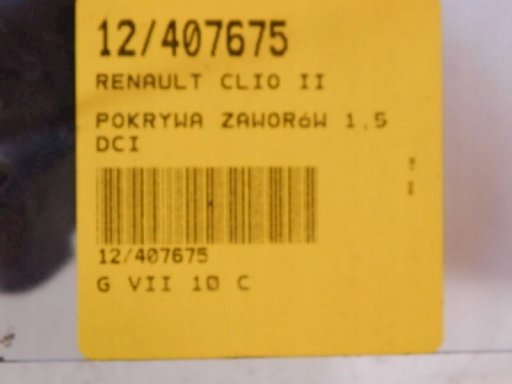 12/407675
RENAULT CLIO II
POKRYWA ZAWORóW 1.5
DCI
12/407675
G VII 10 C